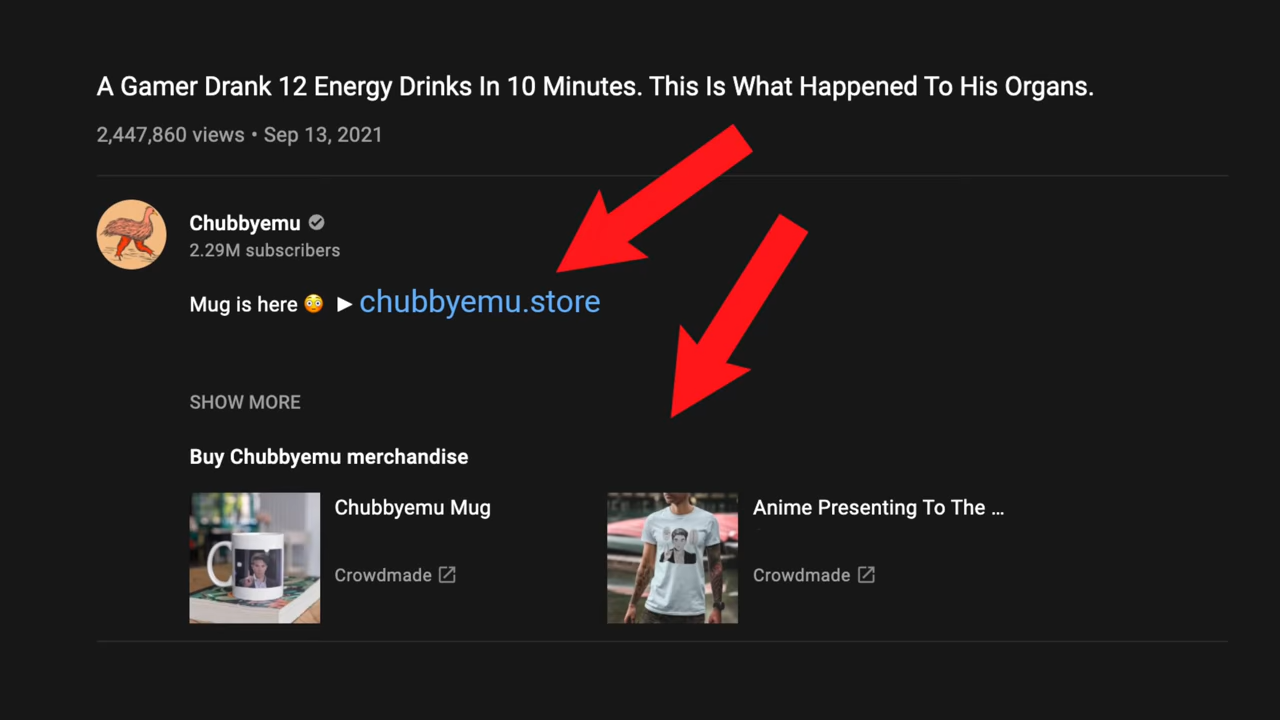 A Gamer Drank 12 Energy Drinks In 10 Minutes. This Is What Happened To His Organs.
2,447,860 views • Sep 13, 2021
Chubbyemu
2.29M subscribers
Mug is here 😳 ► chubbyemu.store
SHOW MORE
Buy Chubbyemu merchandise
Chubbyemu Mug
Crowdmade
Anime Presenting To The ...
Crowdmade